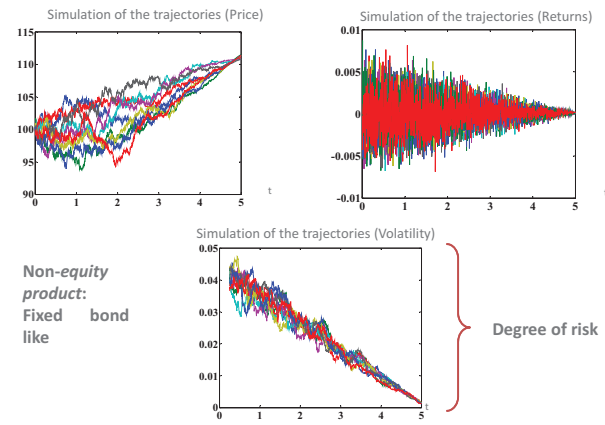 Simulation of the trajectories (Price)
115
110
105
100
95
90
0 1 2 3 4 5
t
Simulation of the trajectories (Returns)
0.01
0.005
0
-0.005
-0.01
0 1 2 3 4 5
t
Simulation of the trajectories (Volatility)
0.05
0.04
0.03
0.02
0.01
0
0 1 2 3 4 5
t
Non-equity
product:
Fixed bond
like
Degree of risk